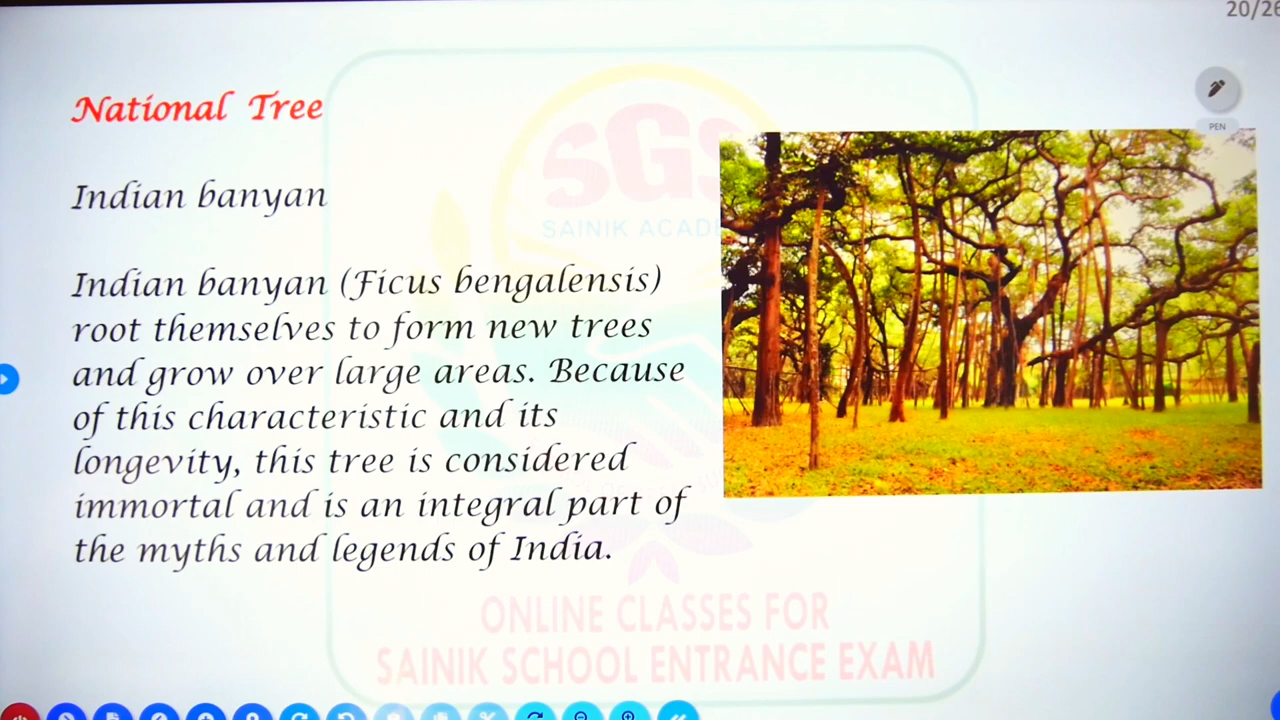 20/26
National Tree
PEN
SGS
Indian banyan
SAINIK ACAD
Indian banyan (Ficus bengalensis)
root themselves to form new trees
and grow over large areas. Because
of this characteristic and its
longevity, this tree is considered
immortal and is an integral part of
the myths and legends of India.
ONLINE CLASSES FOR
SAINIK SCHOOL ENTRANCE EXAM